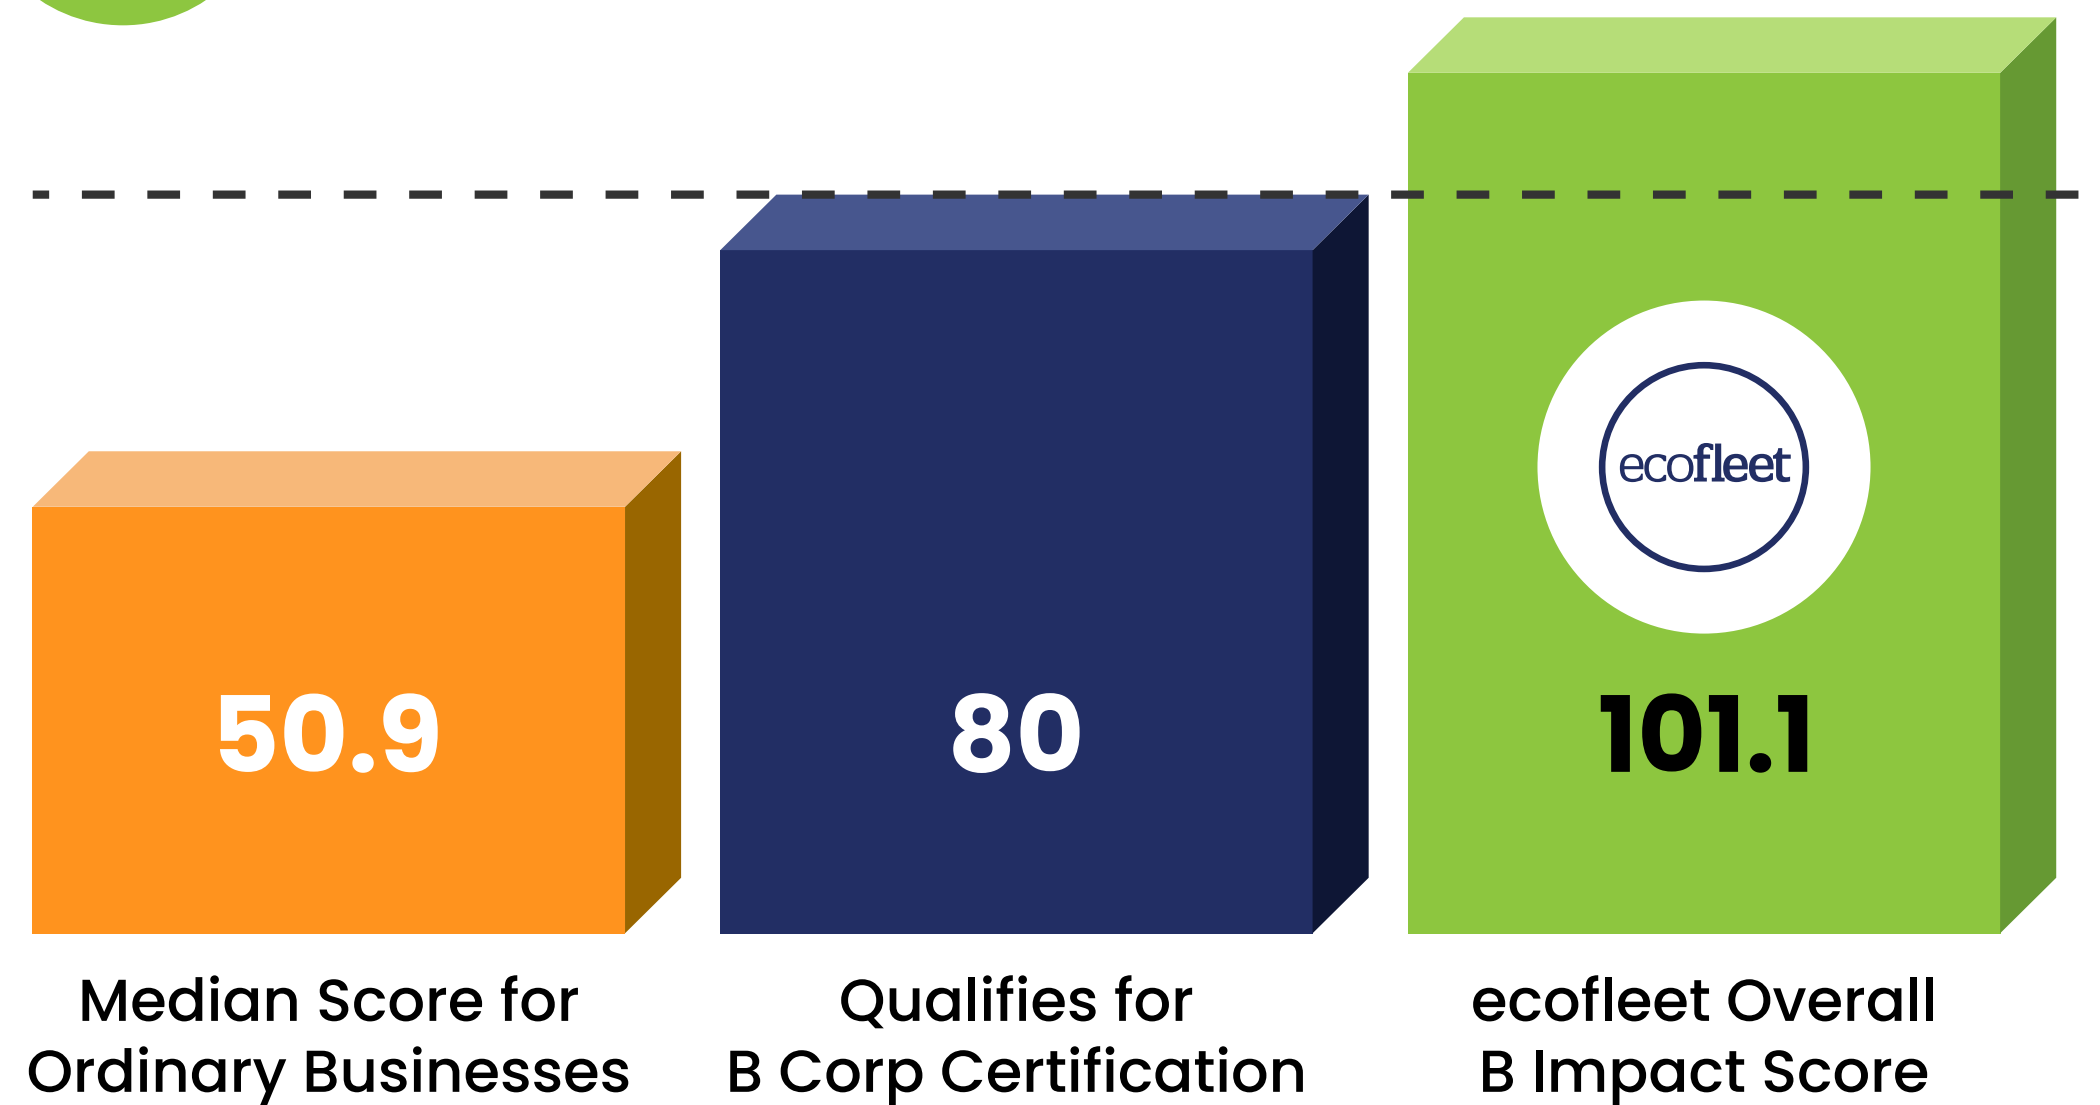 ecofleet
50.9
80
101.1
Median Score for
Ordinary Businesses
Qualifies for
B Corp Certification
ecofleet Overall
B Impact Score